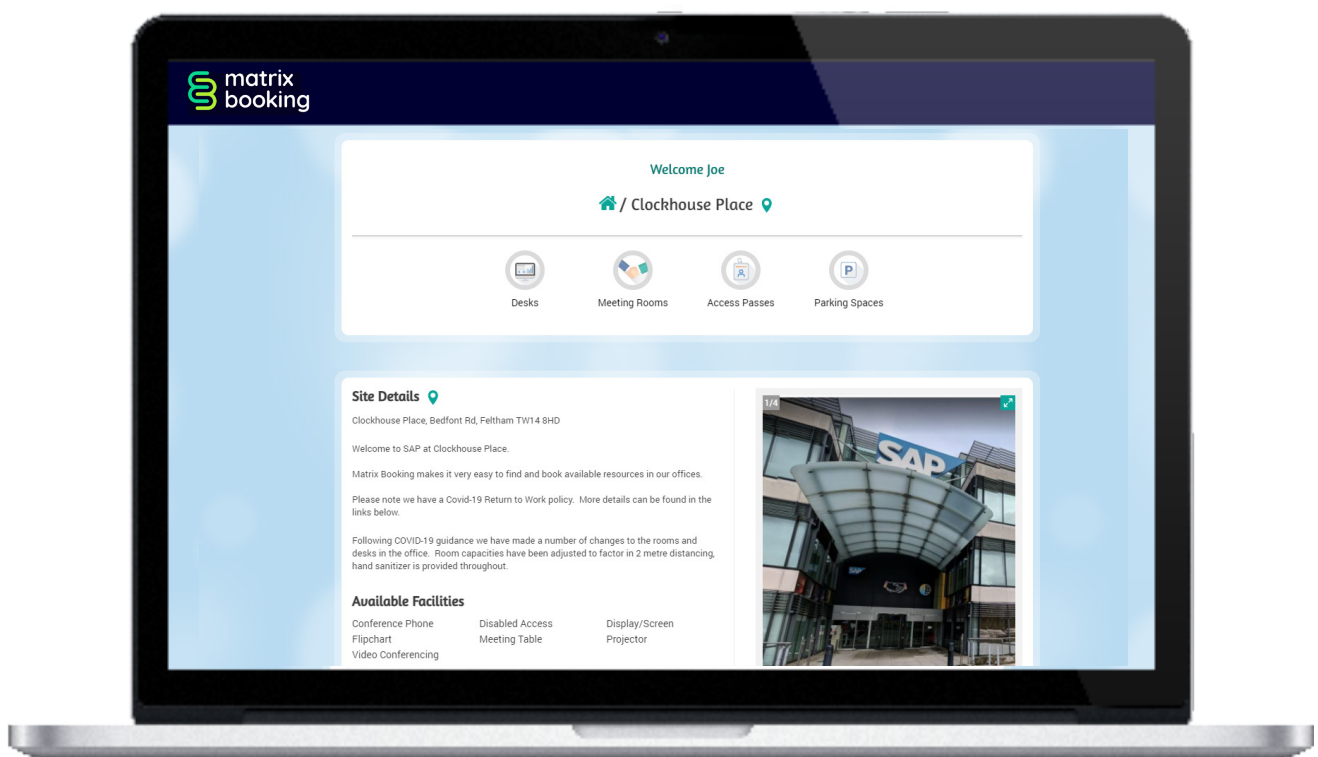 matrix
booking
Welcome Joe
/ Clockhouse Place
Desks
Meeting Rooms
Access Passes
P
Parking Spaces
Site Details
Clockhouse Place, Bedfont Rd, Feltham TW14 8HD
Welcome to SAP at Clockhouse Place.
Matrix Booking makes it very easy to find and book available resources in our offices.
Please note we have a Covid-19 Return to Work policy. More details can be found in the
links below.
Following COVID-19 guidance we have made a number of changes to the rooms and
desks in the office. Room capacities have been adjusted to factor in 2 metre distancing,
hand sanitizer is provided throughout.
Available Facilities
Conference Phone Disabled Access Display/Screen
Flipchart Meeting Table Projector
Video Conferencing
1/4
SAP